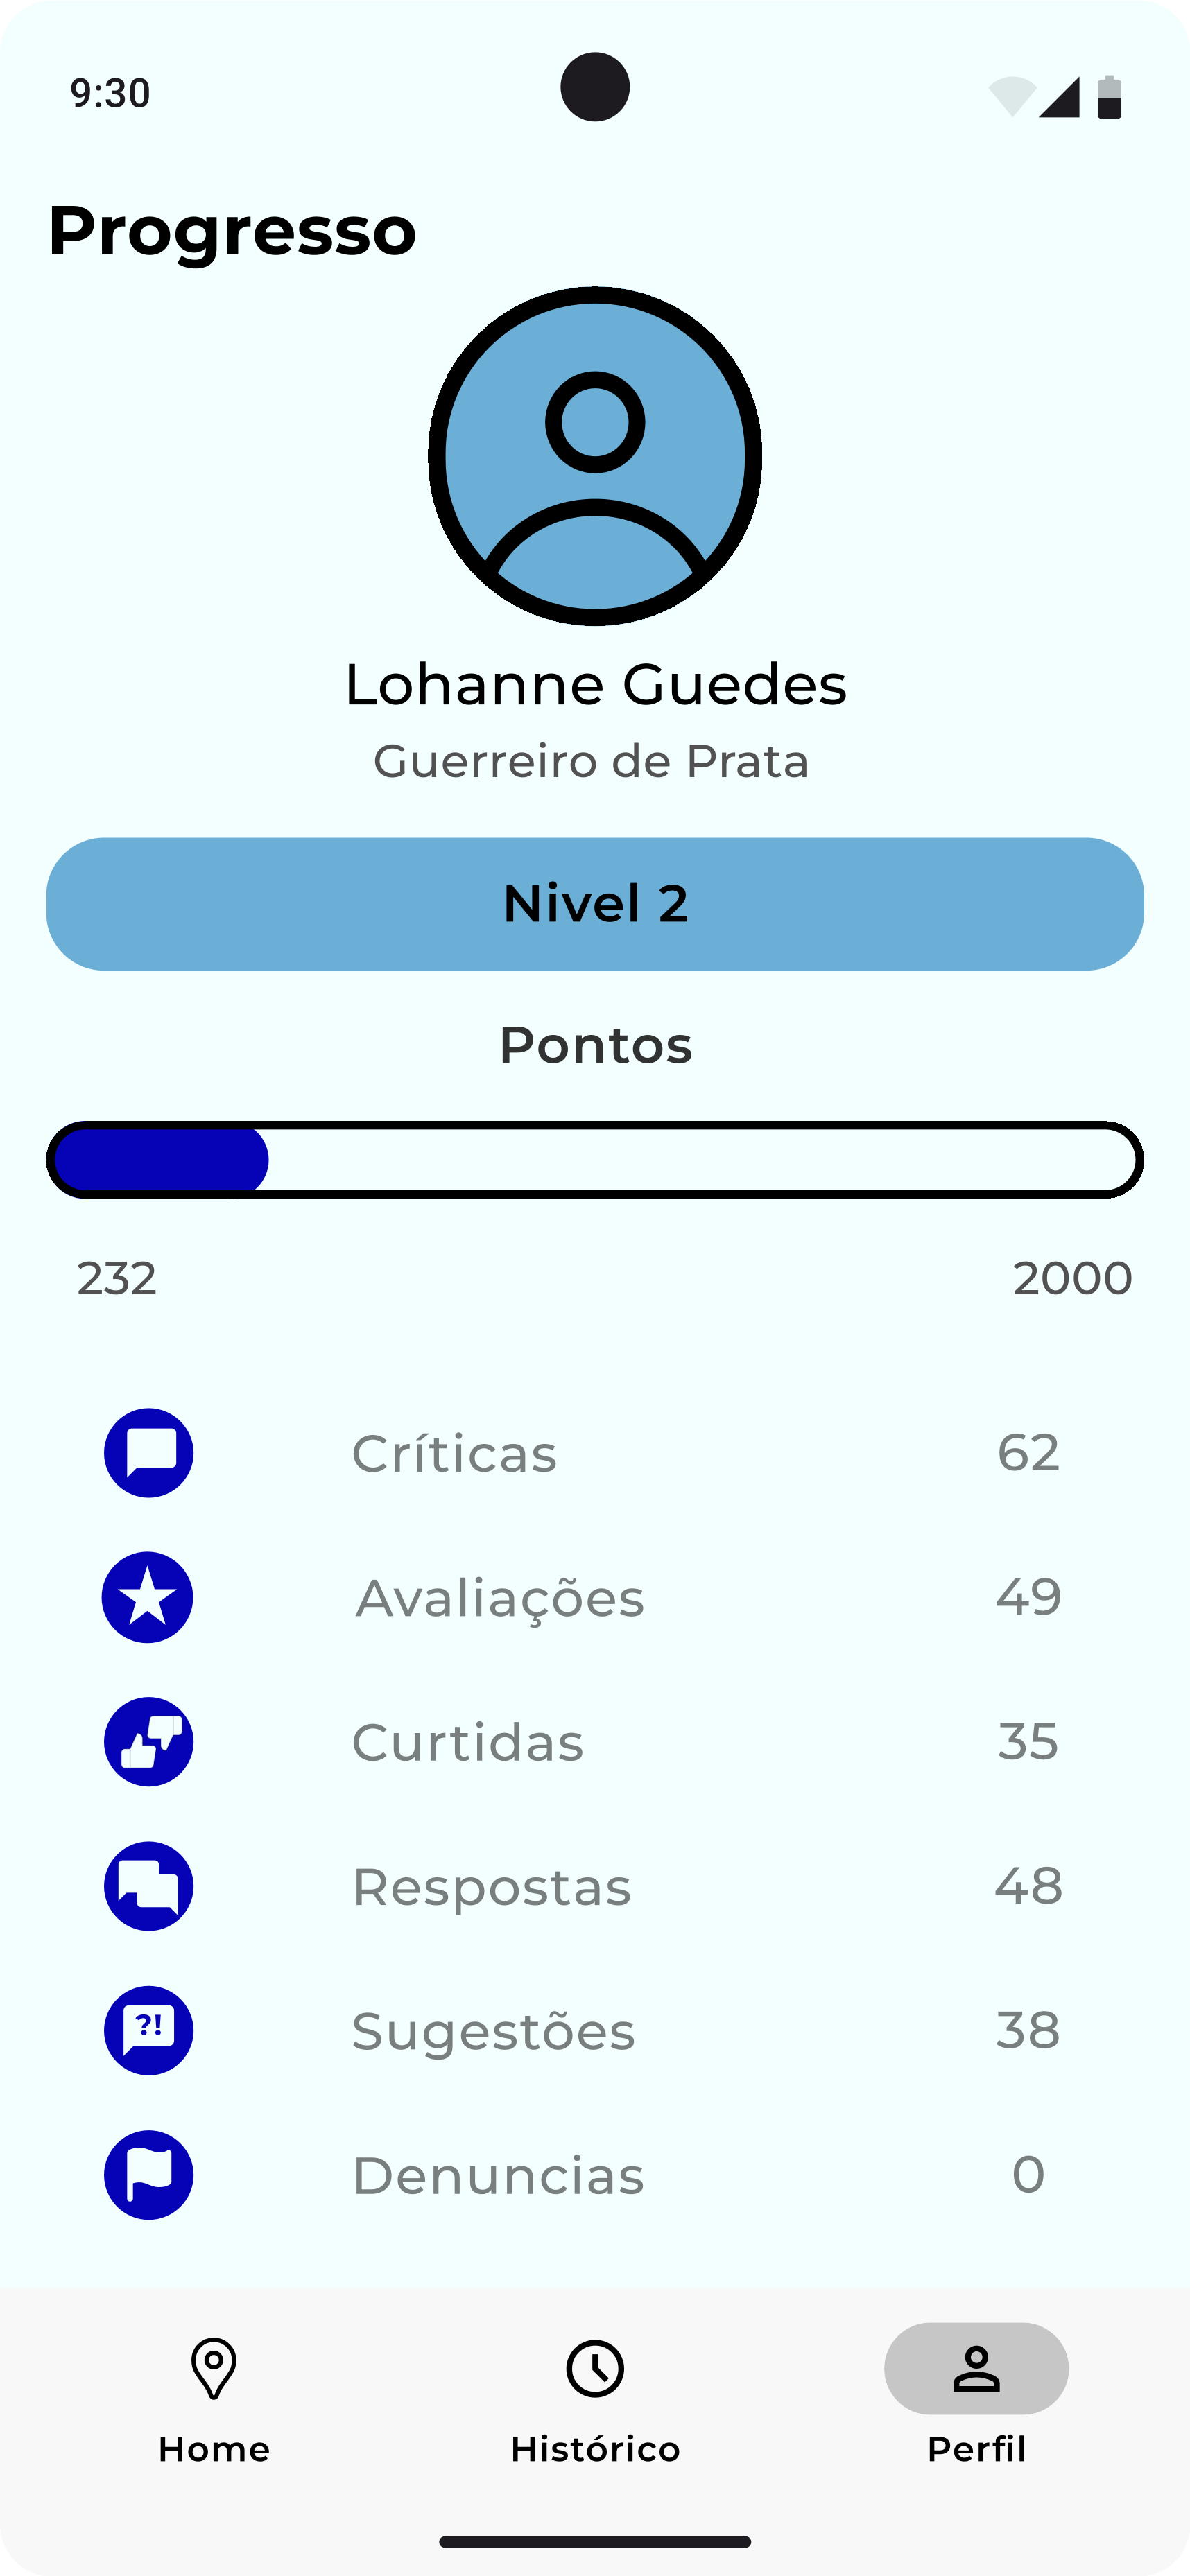 9:30
Progresso
Lohanne Guedes
Guerreiro de Prata
Nivel 2
Pontos
232 2000
Críticas 62
Avaliações 49
Curtidas 35
Respostas 48
?!
Sugestões 38
Denuncias 0
Home Histórico Perfil